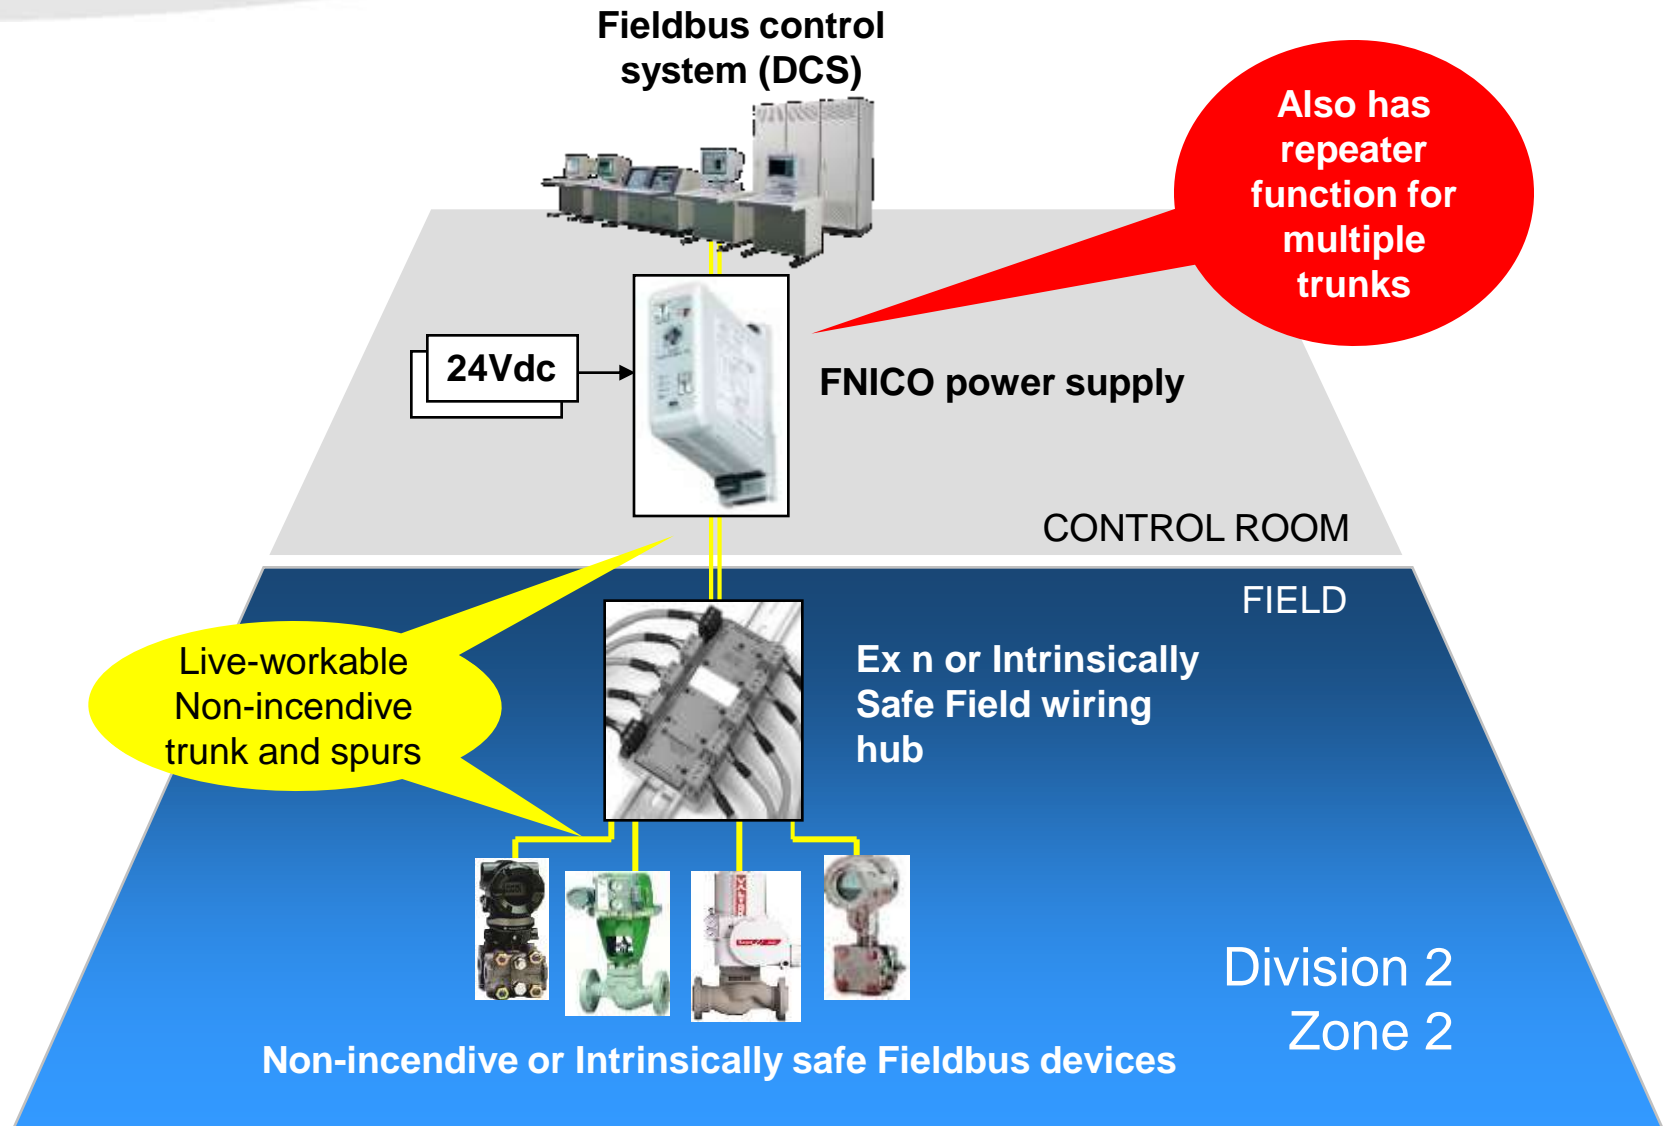 Fieldbus control
system (DCS)
Also has
repeater
function for
multiple
trunks
24Vdc
FNICO power supply
CONTROL ROOM
FIELD
Live-workable
Non-incendive
trunk and spurs
Ex n or Intrinsically
Safe Field wiring
hub
Division 2
Zone 2
Non-incendive or Intrinsically safe Fieldbus devices